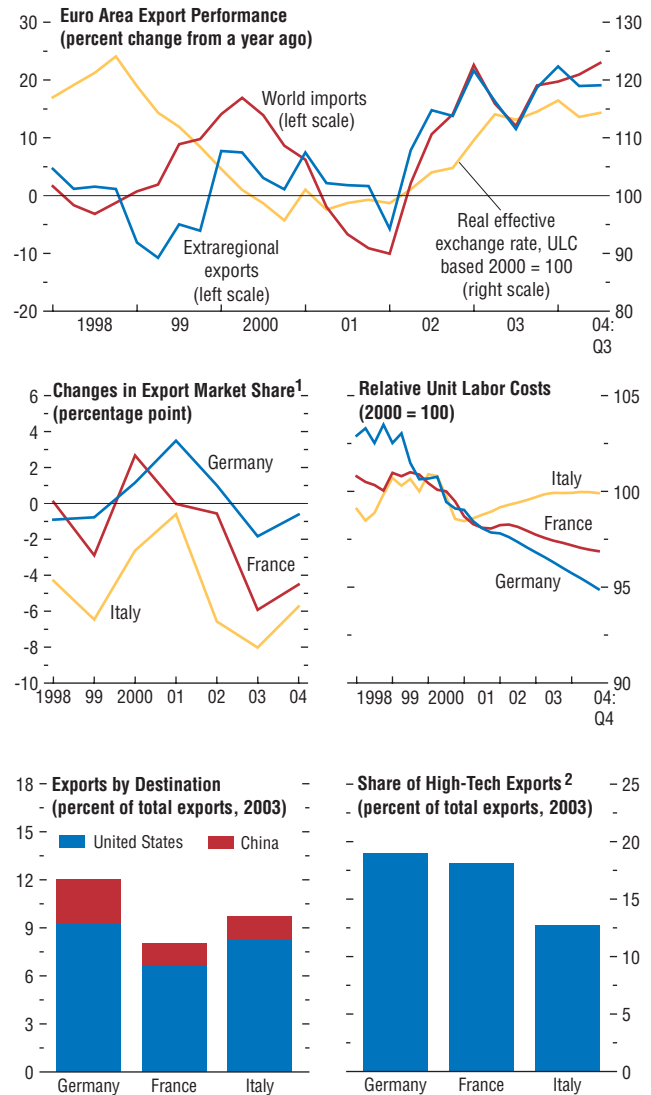 Euro Area Export Performance
(percent change from a year ago)
30
20
10
0
-10
-20
130
120
110
100
90
80
World imports
(left scale)
Extraregional
exports
(left scale)
Real effective
exchange rate, ULC
based 2000 = 100
(right scale)
1998 99 2000 01 02 03 04:
Q3
Changes in Export Market Share1
(percentage point)
6
4
2
0
-2
-4
-6
-8
-10
Germany
France
Italy
1998 99 2000 01 02 03 04
Relative Unit Labor Costs
(2000 = 100)
105
100
95
90
Italy
France
Germany
1998 99 2000 01 02 03 04:
Q4
Exports by Destination
(percent of total exports, 2003)
United States China
18
15
12
9
6
3
0
Germany France Italy
Share of High-Tech Exports2
(percent of total exports, 2003)
25
20
15
10
5
0
Germany France Italy